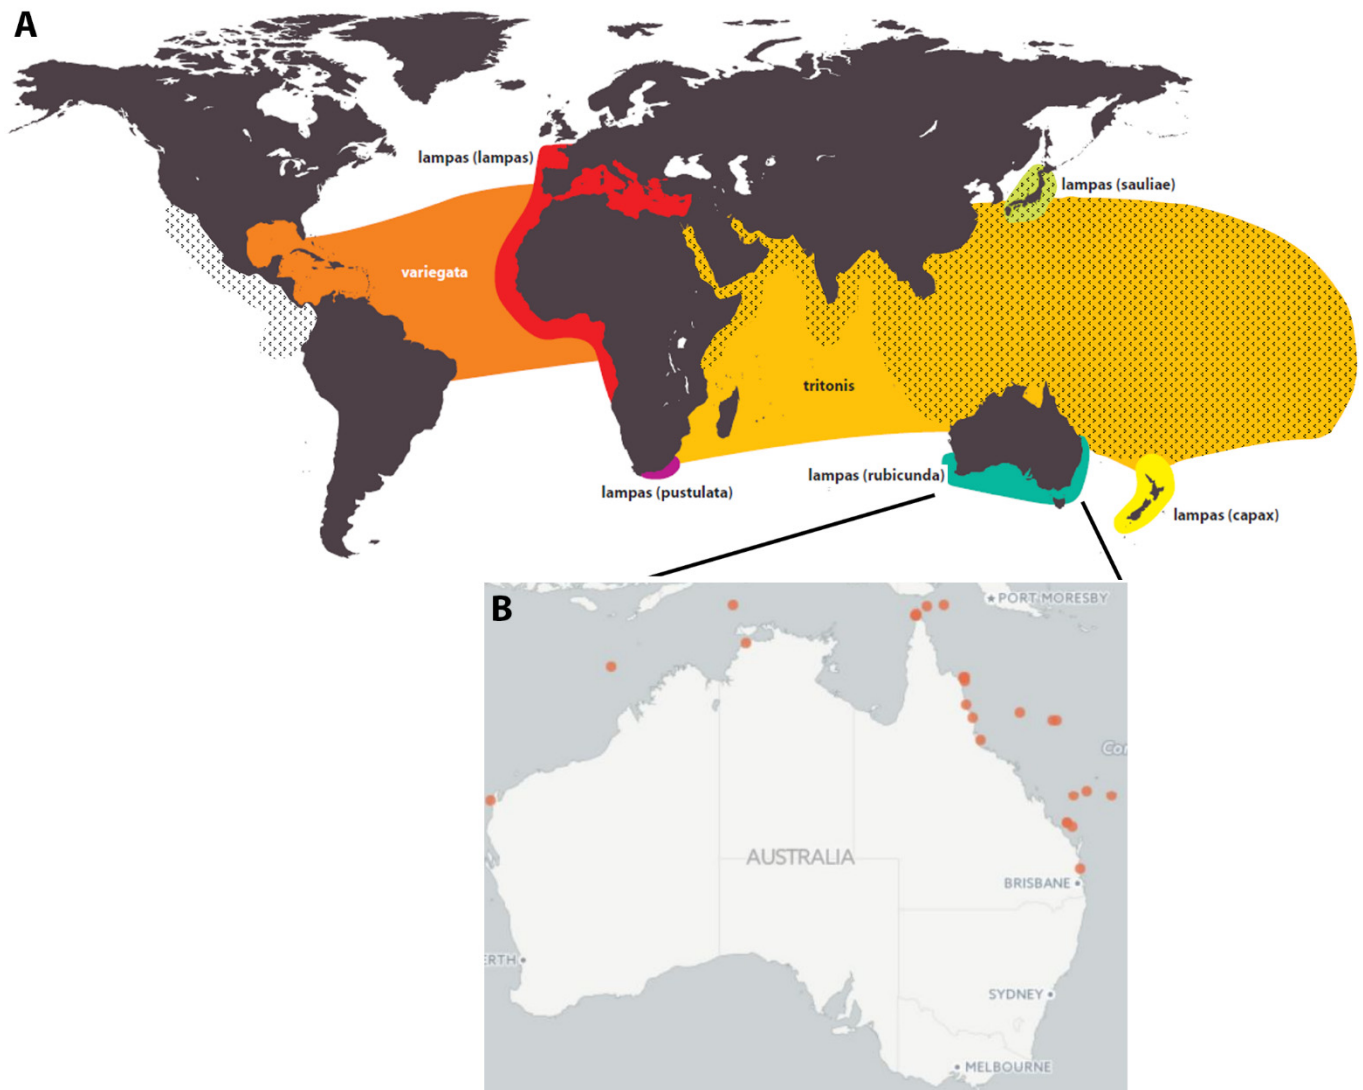 A
lampas (lampas)
lampas (sauliae)
variegata
tritonis
lampas (rubicunda)
lampas (pustulata)
lampas (capax)
B
PORT MORESBY
Cor
AUSTRALIA
BRISBANE
ERTH
SYDNEY
MELBOURNE